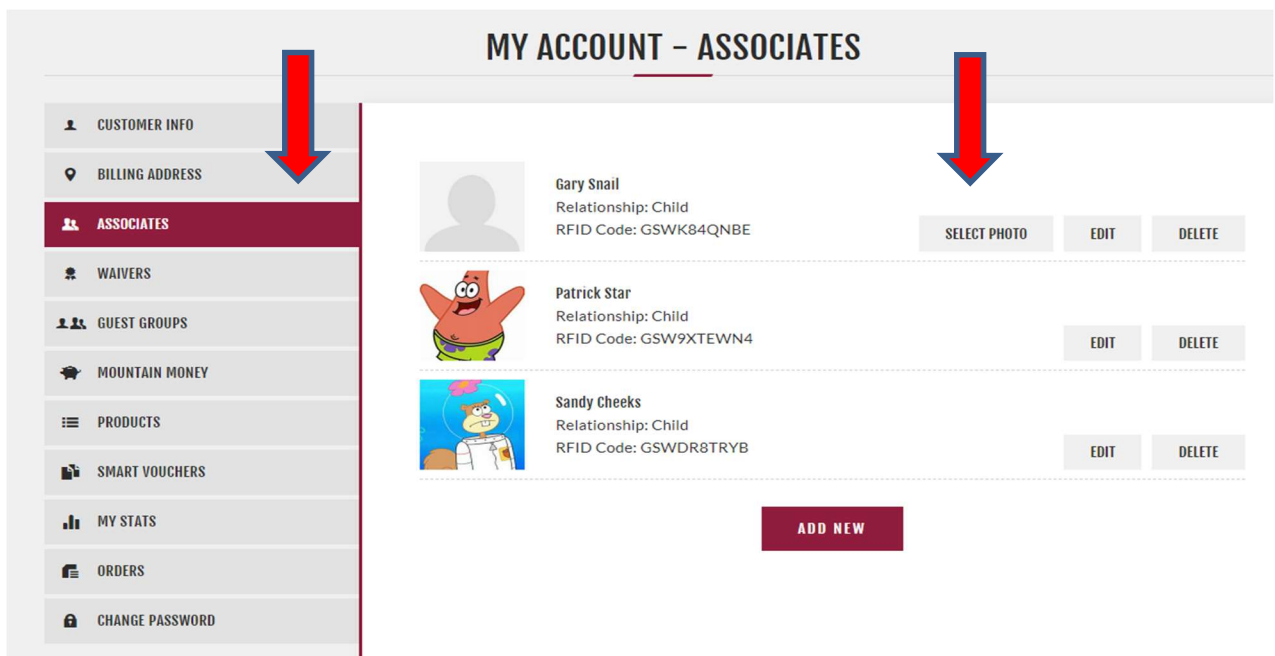 MY ACCOUNT - ASSOCIATES
CUSTOMER INFO
BILLING ADDRESS
ASSOCIATES
WAIVERS
GUEST GROUPS
MOUNTAIN MONEY
PRODUCTS
SMART VOUCHERS
MY STATS
ORDERS
CHANGE PASSWORD
Gary Snail
Relationship: Child
RFID Code: GSWK84QNBE
SELECT PHOTO EDIT DELETE
Patrick Star
Relationship: Child
RFID Code: GSW9XTEWN4
EDIT DELETE
Sandy Cheeks
Relationship: Child
RFID Code: GSWDR8TRYB
EDIT DELETE
ADD NEW